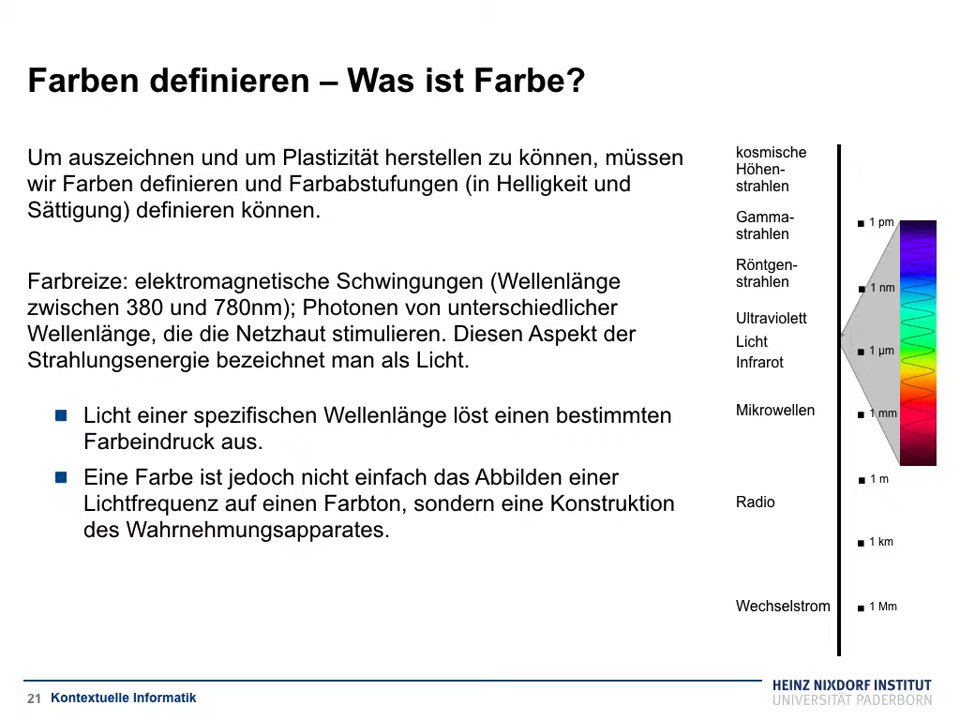 Farben definieren – Was ist Farbe?
Um auszeichnen und um Plastizität herstellen zu können, müssen
wir Farben definieren und Farbabstufungen (in Helligkeit und
Sättigung) definieren können.
Farbreize: elektromagnetische Schwingungen (Wellenlänge
zwischen 380 und 780nm); Photonen von unterschiedlicher
Wellenlänge, die die Netzhaut stimulieren. Diesen Aspekt der
Strahlungsenergie bezeichnet man als Licht.
Licht einer spezifischen Wellenlänge löst einen bestimmten
Farbeindruck aus.
Eine Farbe ist jedoch nicht einfach das Abbilden einer
Lichtfrequenz auf einen Farbton, sondern eine Konstruktion
des Wahrnehmungsapparates.
kosmische
Höhen-
strahlen
Gamma-
strahlen
Röntgen-
strahlen
Ultraviolett
Licht
Infrarot
Mikrowellen
Radio
Wechselstrom
1 pm
1 nm
1 µm
1 mm
1 m
1 km
1 Mm
21 Kontextuelle Informatik
HEINZ NIXDORF INSTITUT
UNIVERSITÄT PADERBORN